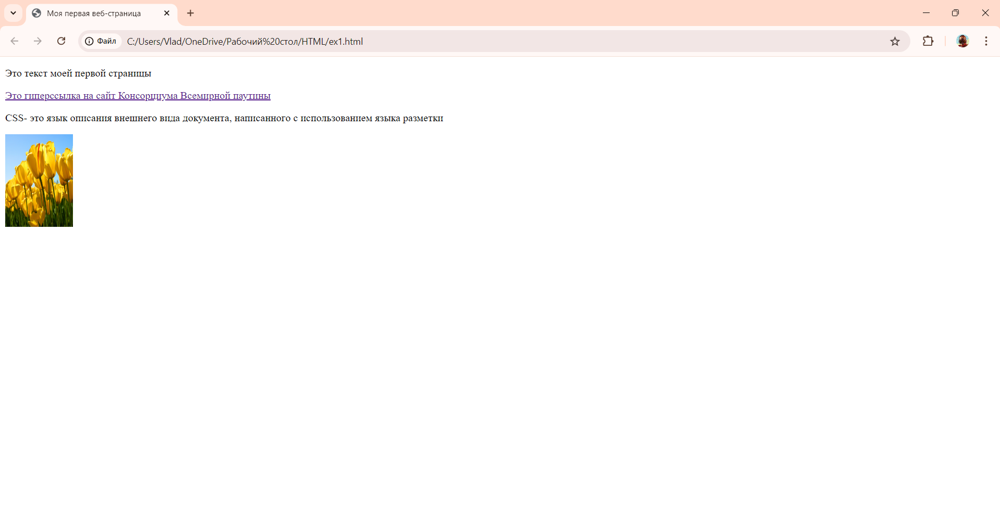 Моя первая веб-страница
Файл
C:/Users/Vlad/OneDrive/Рабочий%20стол/HTML/ex1.html
Это текст моей первой страницы
Это гиперссылка на сайт Консорциума Всемирной паутины
CSS- это язык описания внешнего вида документа, написанного с использованием языка разметки